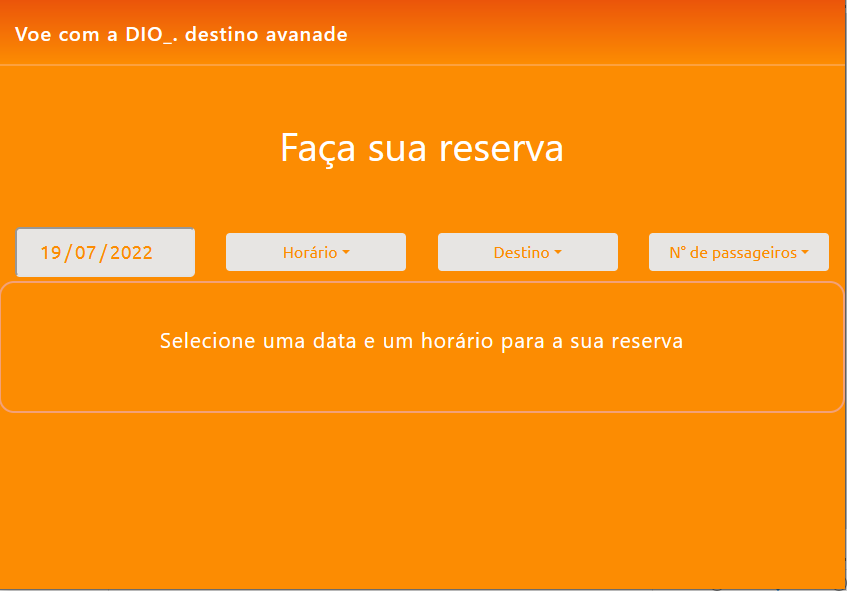 Voe com a DIO_. destino avanade
Faça sua reserva
19/07/2022
Horário
Destino
N° de passageiros
Selecione uma data e um horário para a sua reserva